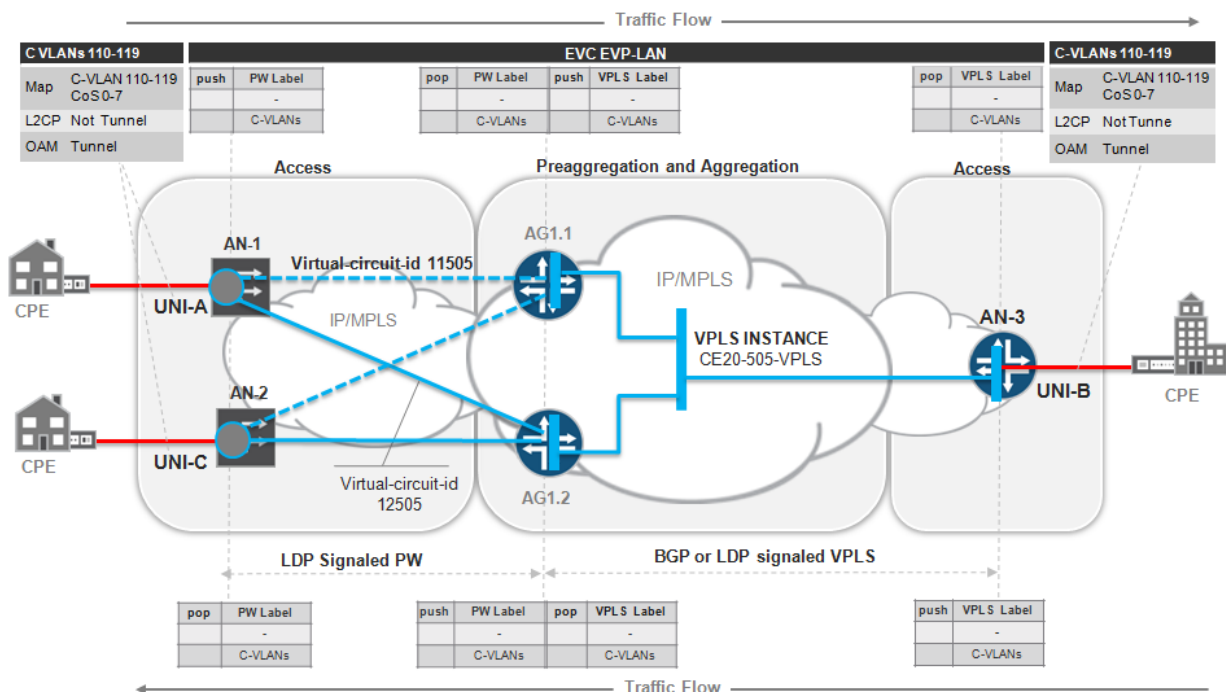 Traffic Flow
C VLANs 110-119
EVC EVP-LAN
C-VLANs 110-119
Map C-VLAN 110-119
CoS 0-7
L2CP Not Tunnel
OAM Tunnel
push PW Label
-
C-VLANs
pop PW Label push VPLS Label
- -
C-VLANs C-VLANs
pop VPLS Label
-
C-VLANs
Map C-VLAN 110-119
CoS 0-7
L2CP Not Tunne
OAM Tunnel
Access
Preaggregation and Aggregation
Access
AN-1
AG1.1
Virtual-circuit-id 11505
CPE
UNI-A
IP/MPLS
IP/MPLS
VPLS INSTANCE
CE20-505-VPLS
AN-3
UNI-B
CPE
AN-2
CPE
UNI-C
Virtual-circuit-id
12505
AG1.2
LDP Signaled PW
BGP or LDP signaled VPLS
pop PW Label
-
C-VLANs
push PW Label pop VPLS Label
- -
C-VLANs C-VLANs
push VPLS Label
-
C-VLANs
Traffic Flow